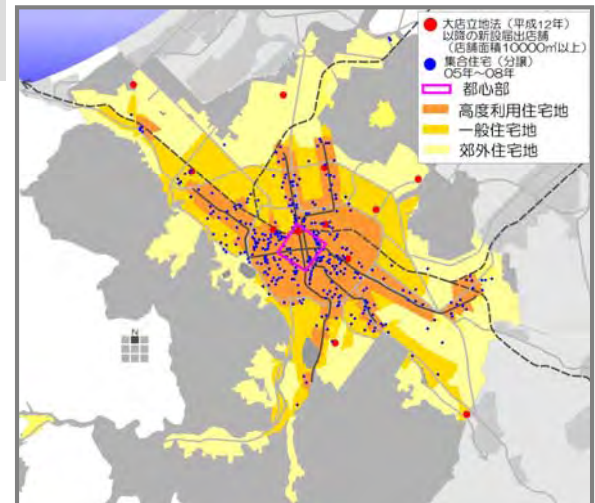 大店立地法（平成12年）
以降の新設届出店舗
（店舗面積10000㎡以上）
集合住宅（分譲）
05年～08年
都心部
高度利用住宅地
一般住宅地
郊外住宅地
N